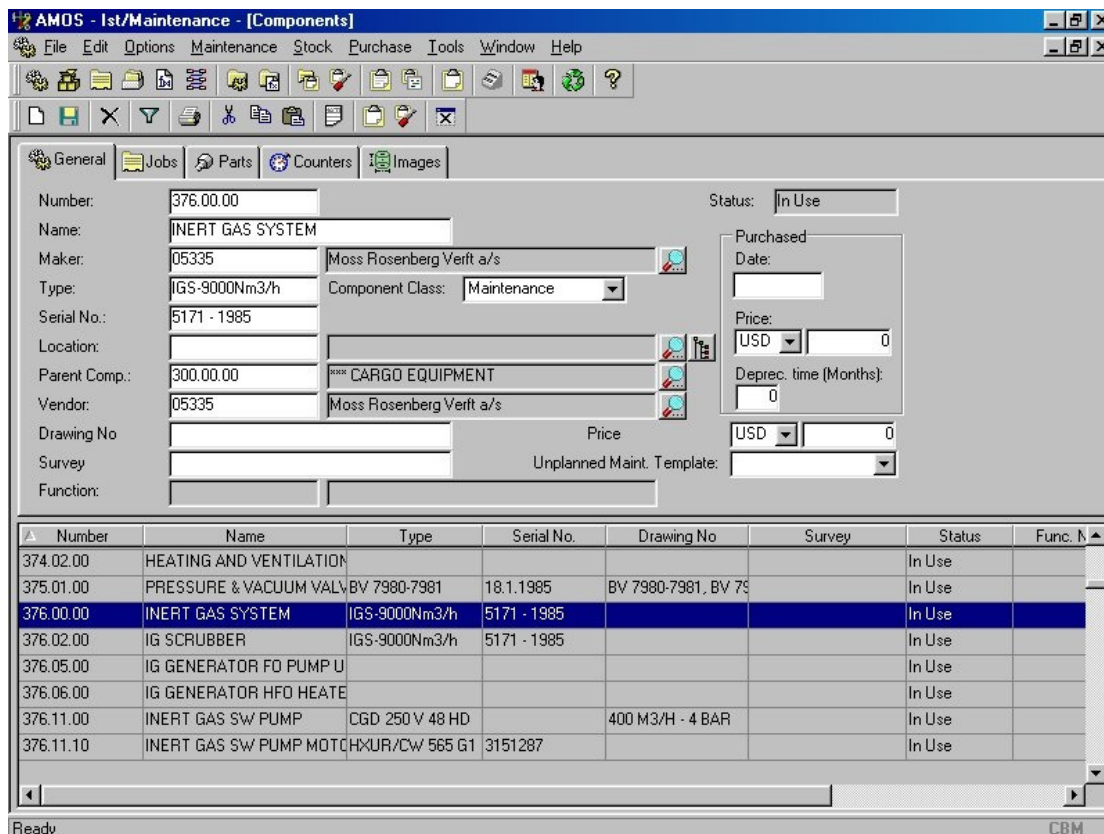 AMOS - Ist/Maintenance - [Components]
File Edit Options Maintenance Stock Purchase Tools Window Help
General Jobs Parts Counters Images
Number: 376.00.00 Status: In Use
Name: INERT GAS SYSTEM Purchased
Maker: 05335 Moss Rosenberg Verft a/s Date:
Type: IGS-9000Nm3/h Component Class: Maintenance
Serial No.: 5171 - 1985 Price:
Location: USD 0
Parent Comp.: 300.00.00 *** CARGO EQUIPMENT Deprec. time (Months):
Vendor: 05335 Moss Rosenberg Verft a/s 0
Drawing No Price USD 0
Survey Unplanned Maint. Template:
Function:
Number Name Type Serial No. Drawing No Survey Status Func. N
374.02.00 HEATING AND VENTILATION In Use
375.01.00 PRESSURE & VACUUM VALV BV 7980-7981 18.1.1985 BV 7980-7981, BV 79 In Use
376.00.00 INERT GAS SYSTEM IGS-9000Nm3/h 5171 - 1985 In Use
376.02.00 IG SCRUBBER IGS-9000Nm3/h 5171 - 1985 In Use
376.05.00 IG GENERATOR FO PUMP U In Use
376.06.00 IG GENERATOR HFO HEATE In Use
376.11.00 INERT GAS SW PUMP CGD 250 V 48 HD 400 M3/H - 4 BAR In Use
376.11.10 INERT GAS SW PUMP MOTO HXUR/CW 565 G1 3151287 In Use
Ready CBM